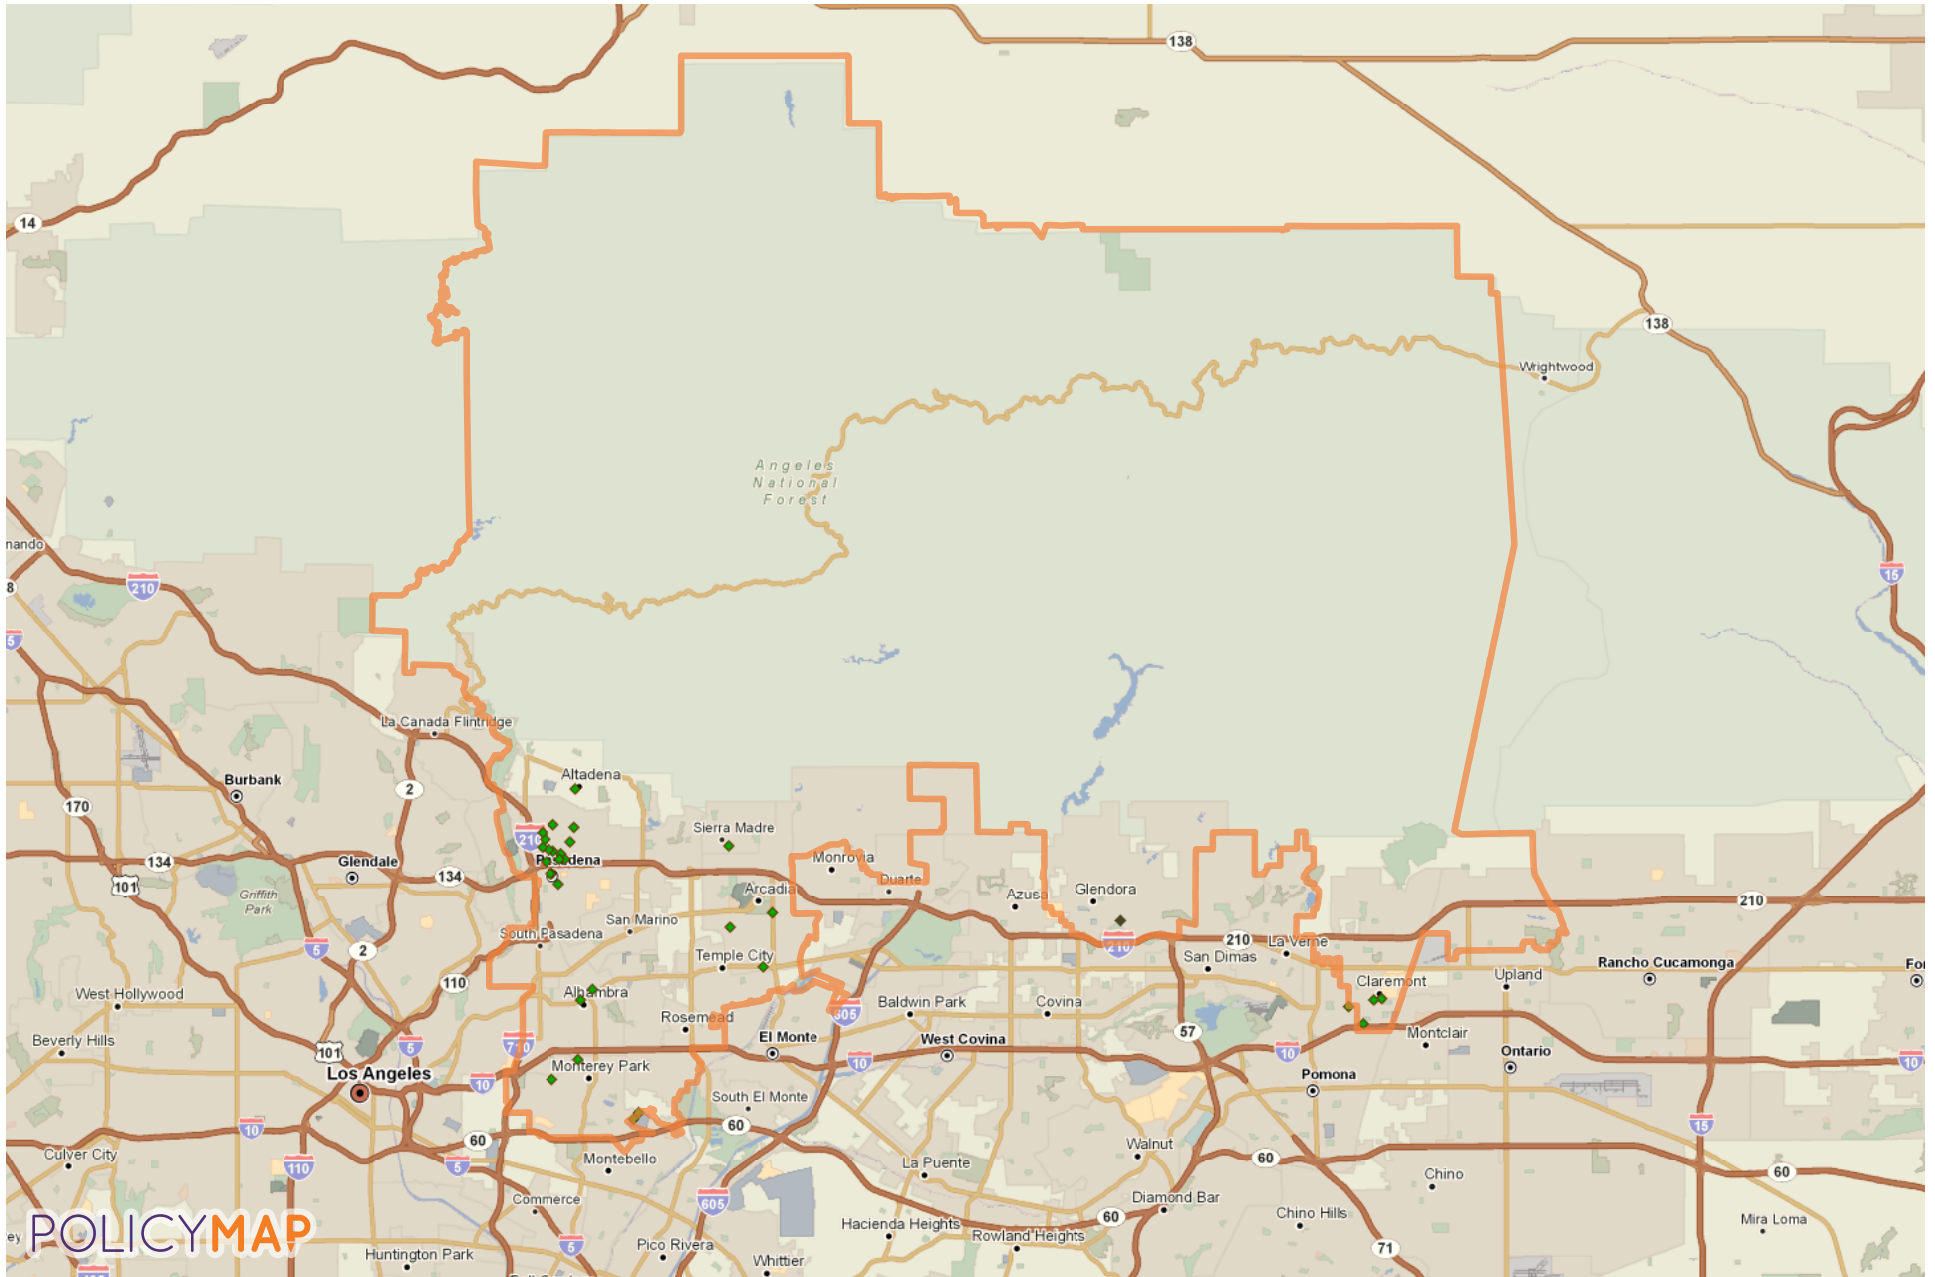 138
14
138
Wrightwood
Angeles
National
Forest
nando
210
15
8
5
La Canada Flintridge
Altadena
Burbank
2
170
Sierra Madre
210
134
Glendale
Pasadena
Monrovia
134
101
Duarte
Arcadia
Azusa
Glendora
Griffith
Park
210
San Marino
South Pasadena
5
2
210
210
La Verne
Temple City
San Dimas
Rancho Cucamonga
Upland
110
Claremont
West Hollywood
Alhambra
Baldwin Park
Covina
605
Rosemead
57
Beverly Hills
El Monte
West Covina
Montclair
101
5
710
10
10
Ontario
10
Monterey Park
Los Angeles
10
Pomona
South El Monte
10
60
15
60
Culver City
Walnut
Montebello
60
110
5
La Puente
Chino
60
Commerce
605
Diamond Bar
Chino Hills
60
Mira Loma
Hacienda Heights
Rowland Heights
POLICYMAP
Huntington Park
5
Pico Rivera
71
Whittier